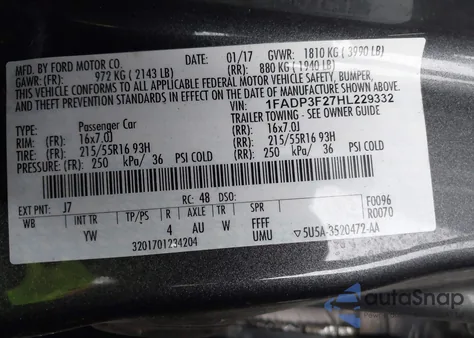 MFD. BY FORD MOTOR CO.
DATE: 01/17 GVWR: 1810 KG ( 3990 LB)
GAWR: (FR): 972 KG ( 2143 LB) (RR): 880 KG ( 1940 LB)
THIS VEHICLE CONFORMS TO ALL APPLICABLE FEDERAL MOTOR VEHICLE SAFETY, BUMPER,
AND THEFT PREVENTION STANDARDS IN EFFECT ON THE DATE OF MANUFACTURE SHOWN ABOVE.
VIN: 1FADP3F27HL229332
TYPE: Passenger Car TRAILER TOWING - SEE OWNER GUIDE
RIM: (FR): 16x7.0J (RR): 16x7.0J
TIRE: (FR): 215/55R16 93H (RR): 215/55R16 93H
PRESSURE: (FR): 250 kPa/ 36 PSI COLD (RR): 250 kPa/ 36 PSI COLD
EXT PNT: J7 RC: 48 DSO: F0096
WB INT TR TP/PS R AXLE TR SPR R0070
YW 4 AU W FFFF
UMU
3201701234204
▽5U5A-3520472-AA
autoSnap